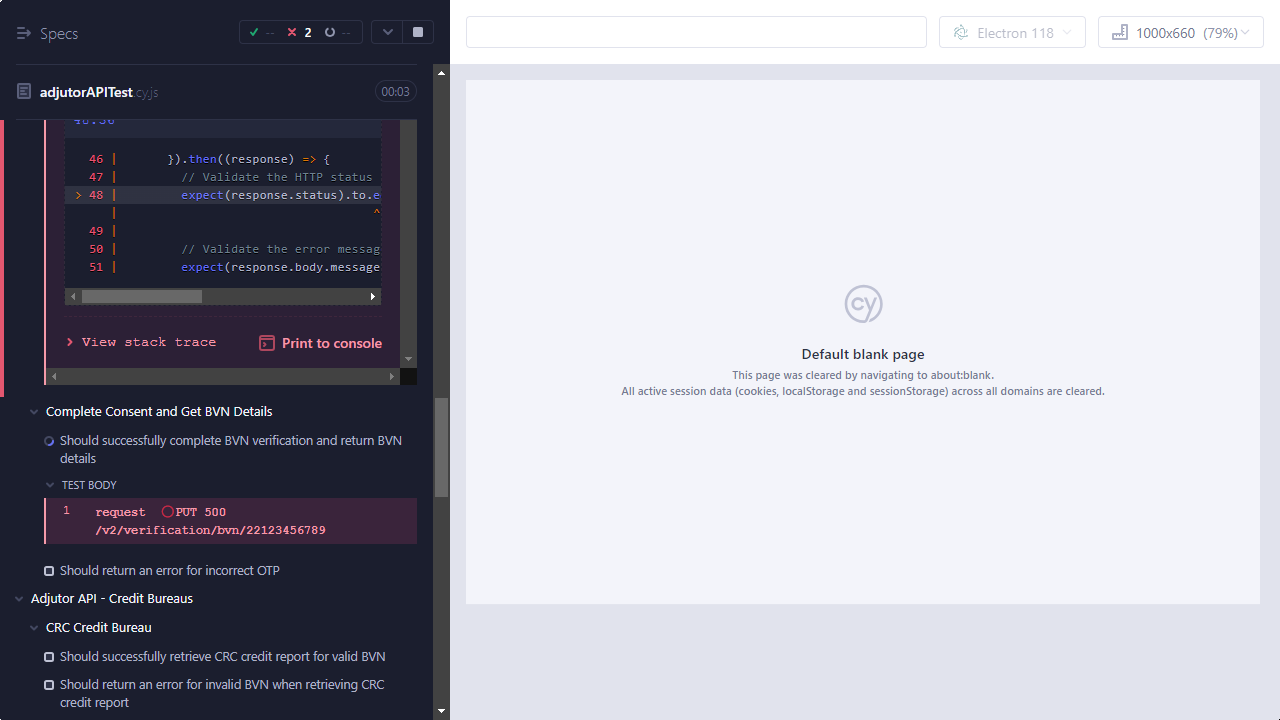 Specs
-- 2 --
Electron 118
1000x660 (79%)
adjutorAPITest.cy.js
00:03
46 | }).then((response) => {
47 | // Validate the HTTP status
> 48 | expect(response.status).to.e
| ^
49 |
50 | // Validate the error messag
51 | expect(response.body.message
View stack trace
Print to console
Complete Consent and Get BVN Details
Should successfully complete BVN verification and return BVN
details
TEST BODY
1 request PUT 500
/v2/verification/bvn/22123456789
Should return an error for incorrect OTP
Adjutor API - Credit Bureaus
CRC Credit Bureau
Should successfully retrieve CRC credit report for valid BVN
Should return an error for invalid BVN when retrieving CRC
credit report
cy
Default blank page
This page was cleared by navigating to about:blank.
All active session data (cookies, localStorage and sessionStorage) across all domains are cleared.